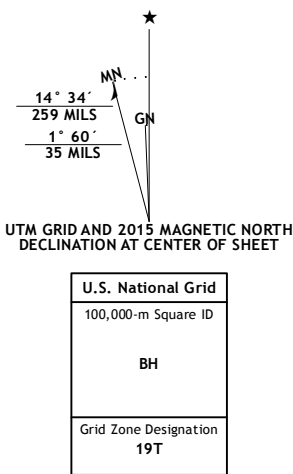 ★
MN
GN
14° 34´
259 MILS
1° 60´
35 MILS
UTM GRID AND 2015 MAGNETIC NORTH
DECLINATION AT CENTER OF SHEET
U.S. National Grid
100,000-m Square ID
BH
Grid Zone Designation
19T